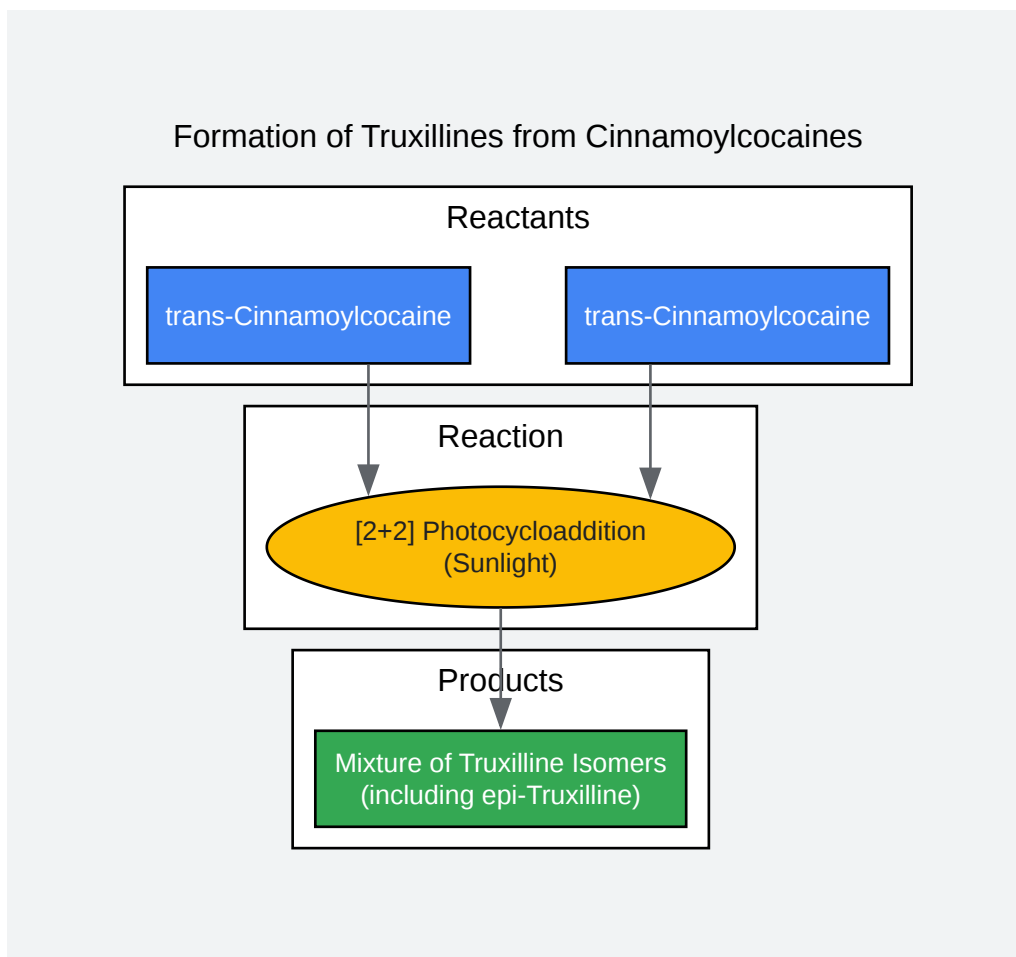 Formation of Truxillines from Cinnamoylcocaines
Reactants
trans-Cinnamoylcocaine
trans-Cinnamoylcocaine
Reaction
[2+2] Photocycloaddition
(Sunlight)
Products
Mixture of Truxilline Isomers
(including epi-Truxilline)